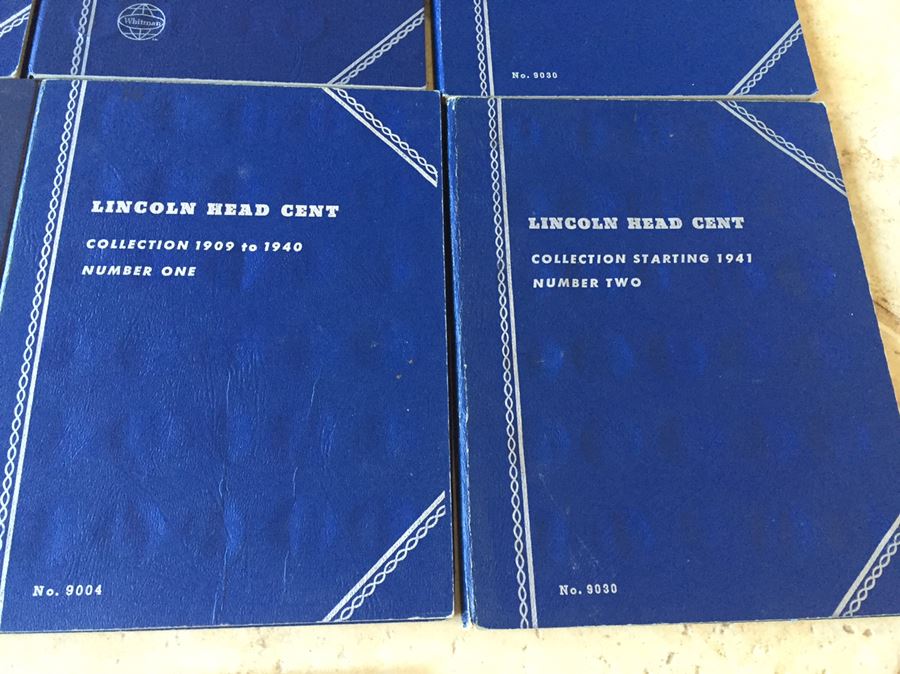 Whitman
No. 9030
LINCOLN HEAD CENT
COLLECTION 1909 to 1940
NUMBER ONE
No. 9004
LINCOLN HEAD CENT
COLLECTION STARTING 1941
NUMBER TWO
No. 9030